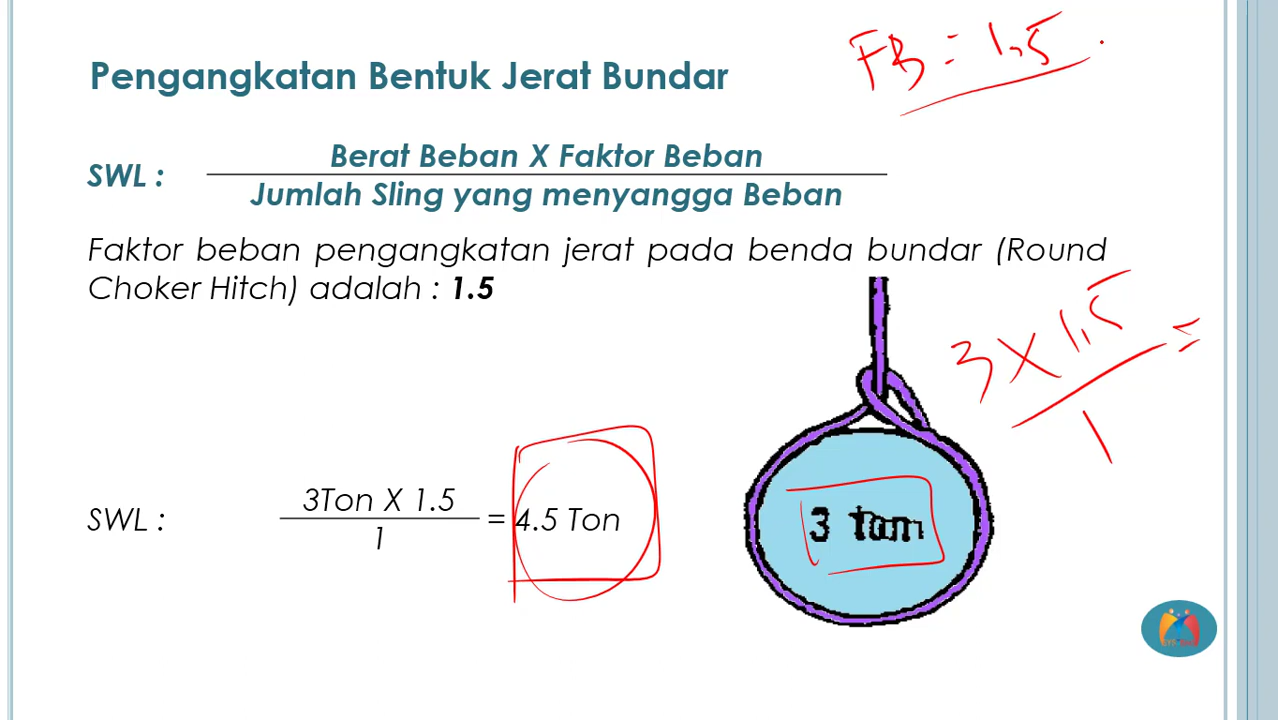 FB = 1,5
Pengangkatan Bentuk Jerat Bundar
Berat Beban X Faktor Beban
SWL :
Jumlah Sling yang menyangga Beban
Faktor beban pengangkatan jerat pada benda bundar (Round
Choker Hitch) adalah : 1.5
3 X 1,5 =
1
3Ton X 1.5
SWL : = 4.5 Ton
1
3 ton